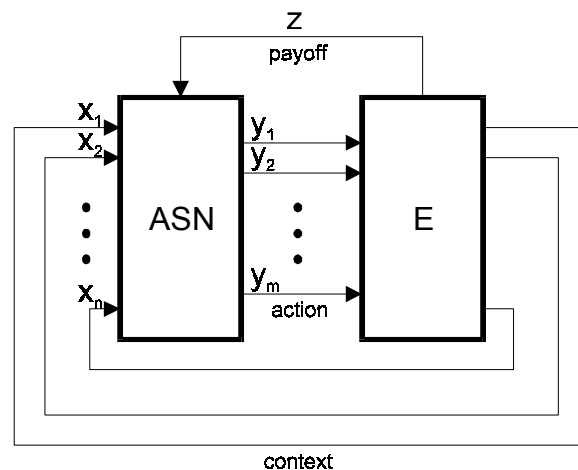 z
payoff
x1
x2
xn
ASN
y1
y2
ym
action
E
context